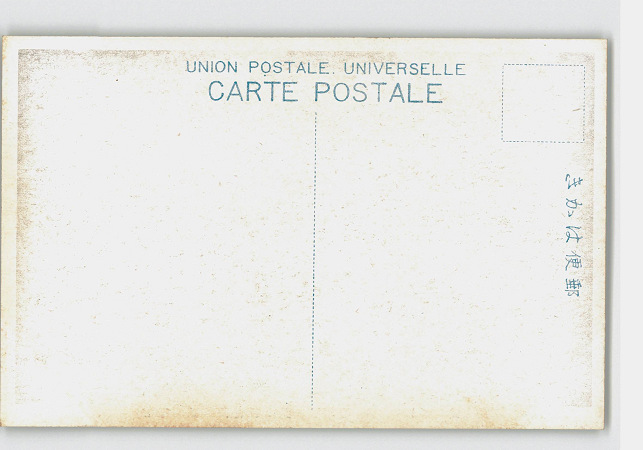 UNION POSTALE. UNIVERSELLE
CARTE POSTALE
郵便はかき